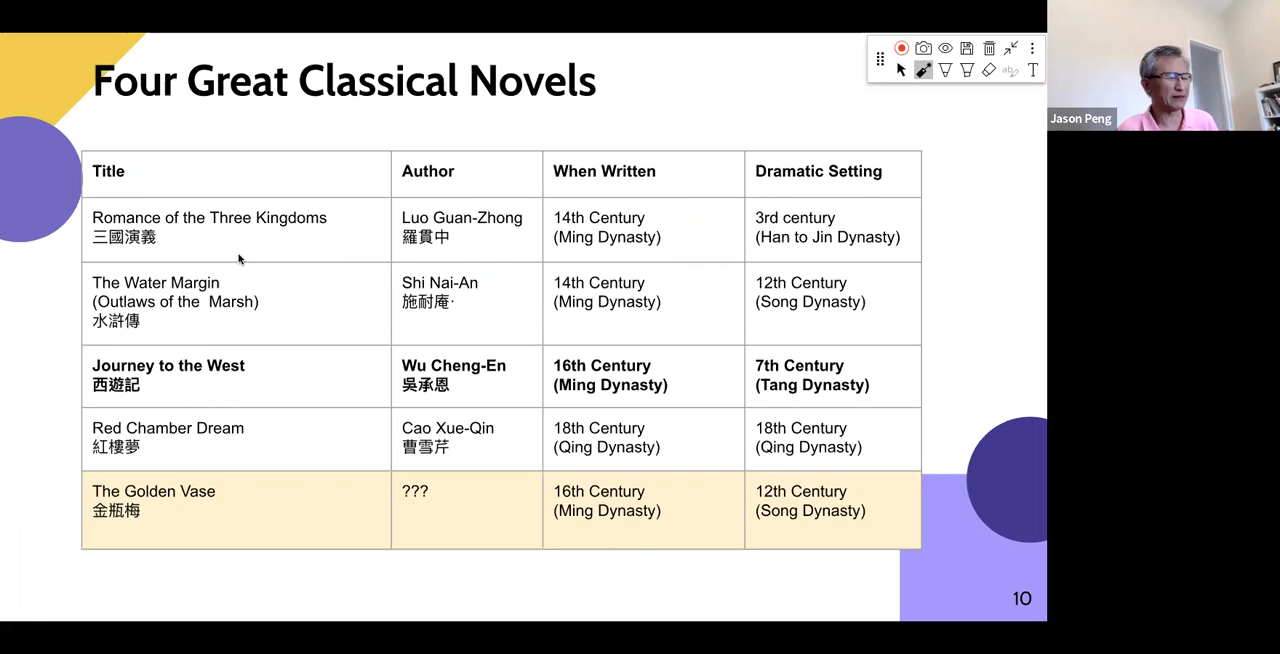 Four Great Classical Novels
Jason Peng
Title
Author
When Written
Dramatic Setting
Romance of the Three Kingdoms
三國演義
Luo Guan-Zhong
羅貫中
14th Century
(Ming Dynasty)
3rd century
(Han to Jin Dynasty)
The Water Margin
(Outlaws of the Marsh)
水滸傳
Shi Nai-An
施耐庵·
14th Century
(Ming Dynasty)
12th Century
(Song Dynasty)
Journey to the West
西遊記
Wu Cheng-En
吳承恩
16th Century
(Ming Dynasty)
7th Century
(Tang Dynasty)
Red Chamber Dream
紅樓夢
Cao Xue-Qin
曹雪芹
18th Century
(Qing Dynasty)
18th Century
(Qing Dynasty)
The Golden Vase
金瓶梅
???
16th Century
(Ming Dynasty)
12th Century
(Song Dynasty)
10